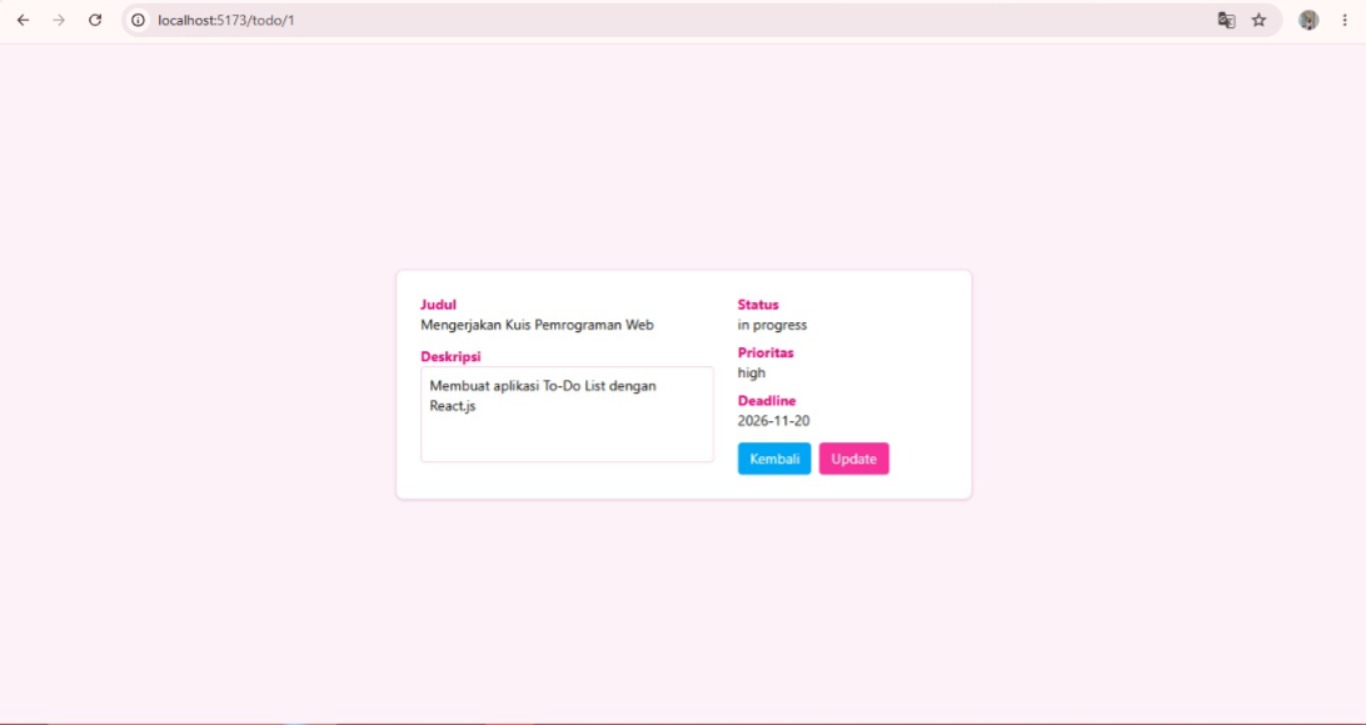 localhost:5173/todo/1
Judul
Mengerjakan Kuis Pemrograman Web
Deskripsi
Membuat aplikasi To-Do List dengan
React.js
Status
in progress
Prioritas
high
Deadline
2026-11-20
Kembali
Update